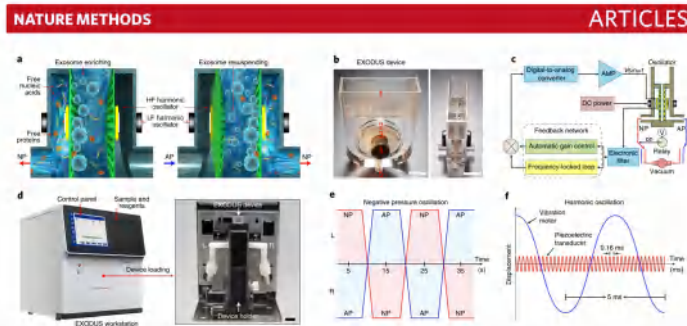 NATURE METHODS
ARTICLES
a
Exosome enriching
Exosome resuspending
Free
nucleic
acids
HF harmonic
oscillator
LF harmonic
oscillator
Free
proteins
NP
NP
AP
NP
b
EXODUS device
c
Oscillator
Digital-to-analog
converter
AMP
DC power
Feedback network
Automatic gain control
Frequency-locked loop
Electronic
filter
NP
AP
Relay
Vacuum
d
Control panel
Sample and
reagents
Device loading
EXODUS workstation
EXODUS device
L
R
Device holder
e
Negative pressure oscillation
NP
AP
NP
AP
L
Time
(s)
5
15
25
35
R
AP
NP
AP
NP
f
Harmonic oscillation
Vibration
motor
Piezoelectric
transducer
0.16 ms
Displacement
Time
(ms)
5 ms